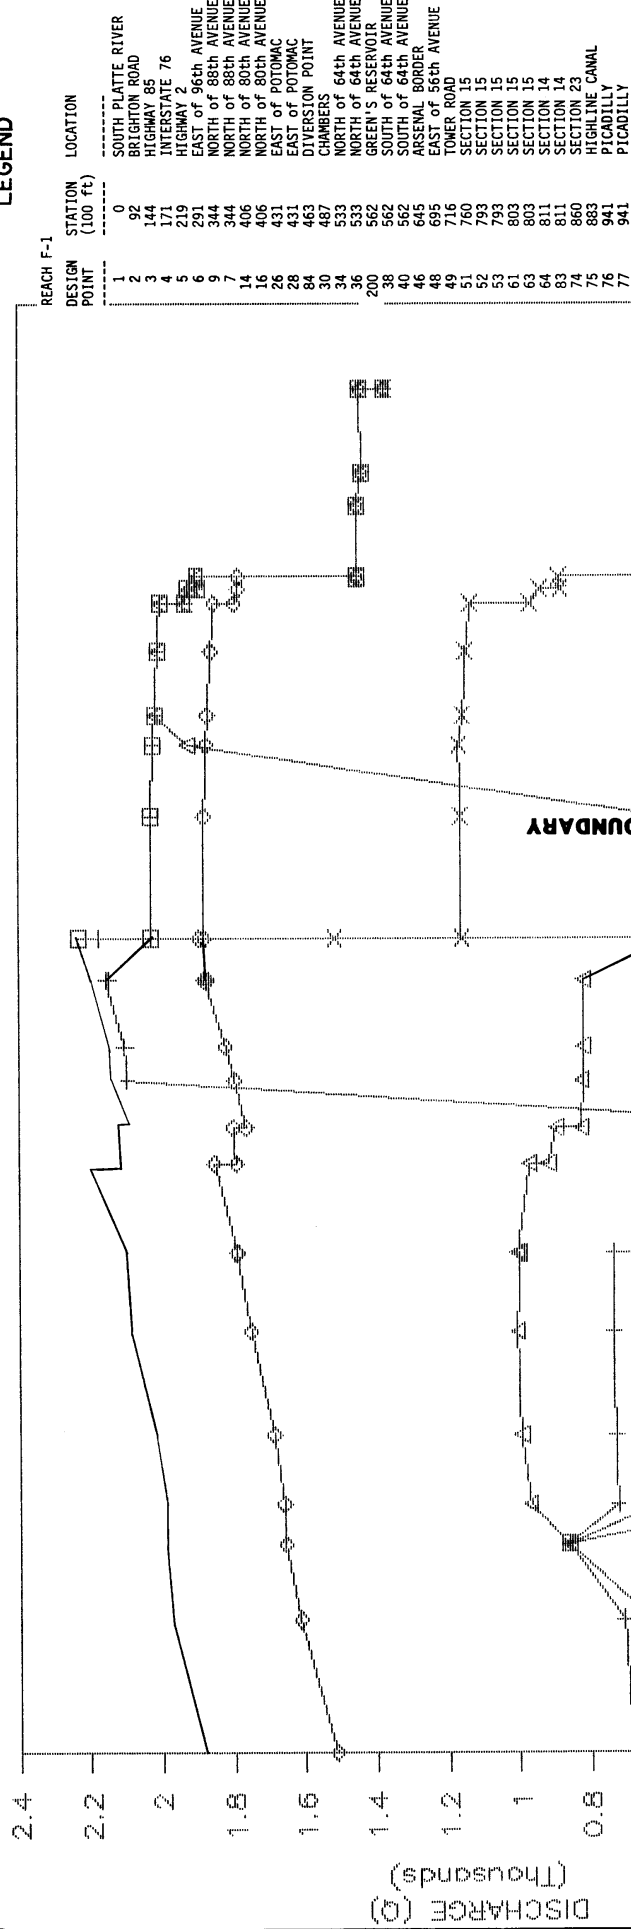 LEGEND
REACH F-1
DESIGN POINT STATION (100 ft) LOCATION
------ ------- --------
1 0 SOUTH PLATTE RIVER
2 92 BRIGHTON ROAD
3 144 HIGHWAY 85
4 171 INTERSTATE 76
5 219 HIGHWAY 2
6 291 EAST of 96th AVENUE
9 344 NORTH of 88th AVENUE
7 344 NORTH of 88th AVENUE
14 406 NORTH of 80th AVENUE
16 406 NORTH of 80th AVENUE
26 431 EAST of POTOMAC
28 431 EAST of POTOMAC
84 463 DIVERSION POINT
30 487 CHAMBERS
34 533 NORTH of 64th AVENUE
36 533 NORTH of 64th AVENUE
200 562 GREEN'S RESERVOIR
38 562 SOUTH of 64th AVENUE
40 562 SOUTH of 64th AVENUE
46 645 ARSENAL BORDER
48 695 EAST of 56th AVENUE
49 716 TOWER ROAD
51 760 SECTION 15
52 793 SECTION 15
53 793 SECTION 15
61 803 SECTION 15
63 803 SECTION 15
64 811 SECTION 14
83 811 SECTION 14
74 860 SECTION 23
75 883 HIGHLINE CANAL
76 941 PICADILLY
77 941 PICADILLY
OUNDARY
2.4
2.2
2
1.8
1.6
1.4
1.2
1
0.8
DISCHARGE (Q)
(Thousands)